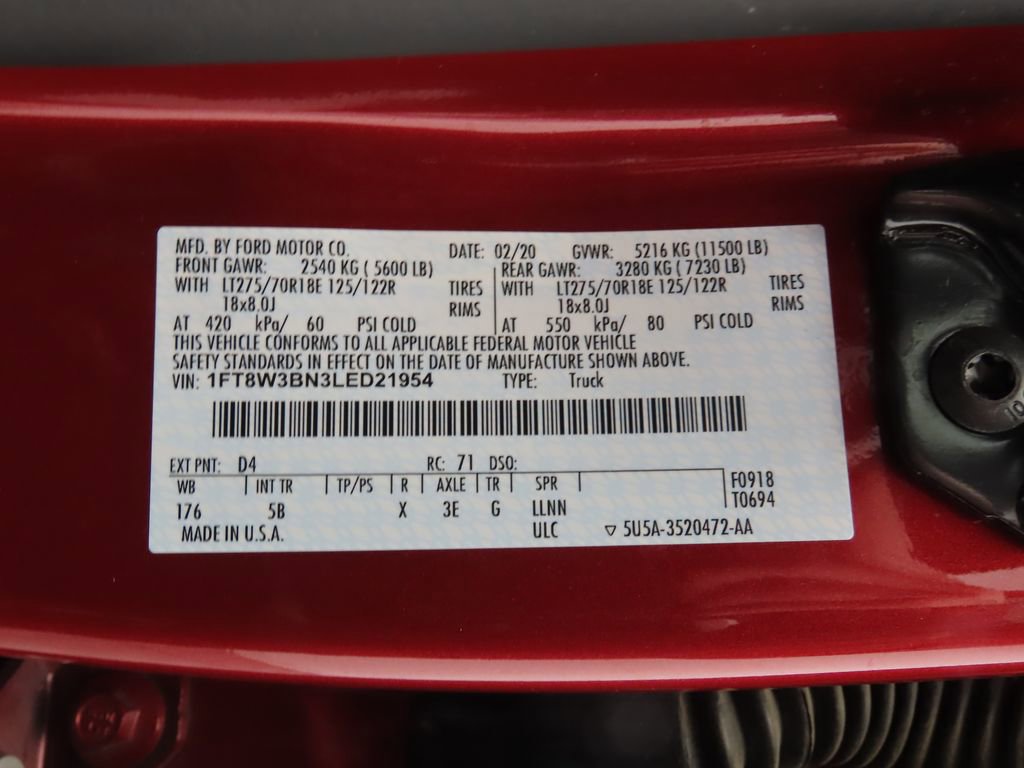 MFD. BY FORD MOTOR CO. DATE: 02/20 GVWR: 5216 KG (11500 LB)
FRONT GAWR: 2540 KG ( 5600 LB) REAR GAWR: 3280 KG ( 7230 LB)
WITH LT275/70R18E 125/122R TIRES WITH LT275/70R18E 125/122R TIRES
18x8.0J RIMS 18x8.0J RIMS
AT 420 kPa/ 60 PSI COLD AT 550 kPa/ 80 PSI COLD
THIS VEHICLE CONFORMS TO ALL APPLICABLE FEDERAL MOTOR VEHICLE
SAFETY STANDARDS IN EFFECT ON THE DATE OF MANUFACTURE SHOWN ABOVE.
VIN: 1FT8W3BN3LED21954 TYPE: Truck
EXT PNT: D4 RC: 71 DSO:
WB INT TR TP/PS R AXLE TR SPR F0918
T0694
176 5B X 3E G LLNN
MADE IN U.S.A. ULC ▽ 5U5A-3520472-AA